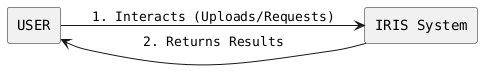 USER
1. Interacts (Uploads/Requests)
IRIS System
2. Returns Results